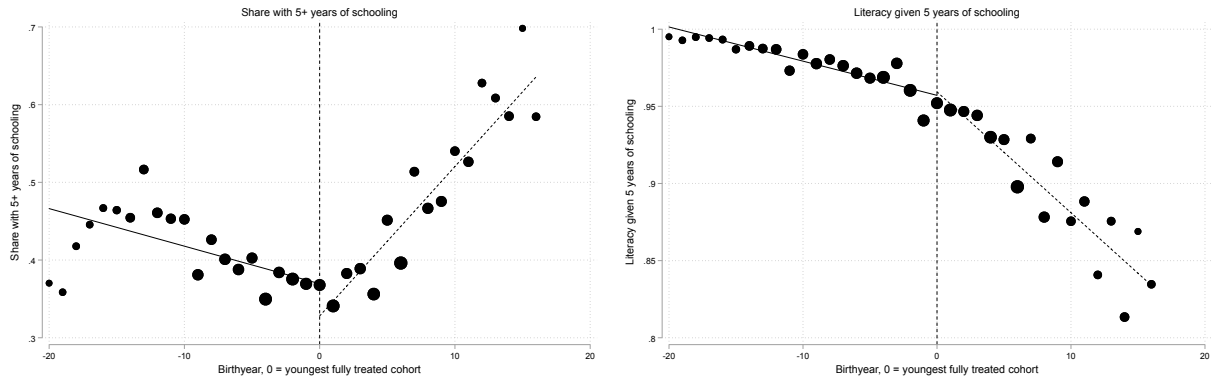 Share with 5+ years of schooling
Share with 5+ years of schooling
.7
.6
.5
.4
.3
-20 -10 0 10 20
Birthyear, 0 = youngest fully treated cohort
Literacy given 5 years of schooling
Literacy given 5 years of schooling
1
.95
.9
.85
.8
-20 -10 0 10 20
Birthyear, 0 = youngest fully treated cohort